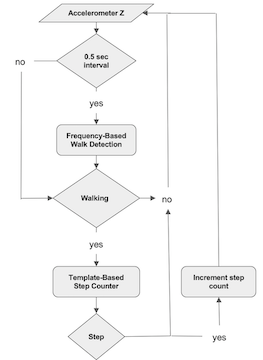 Accelerometer Z
no
0.5 sec
interval
yes
Frequency-Based
Walk Detection
Walking
no
yes
Template-Based
Step Counter
Increment step
count
Step
yes